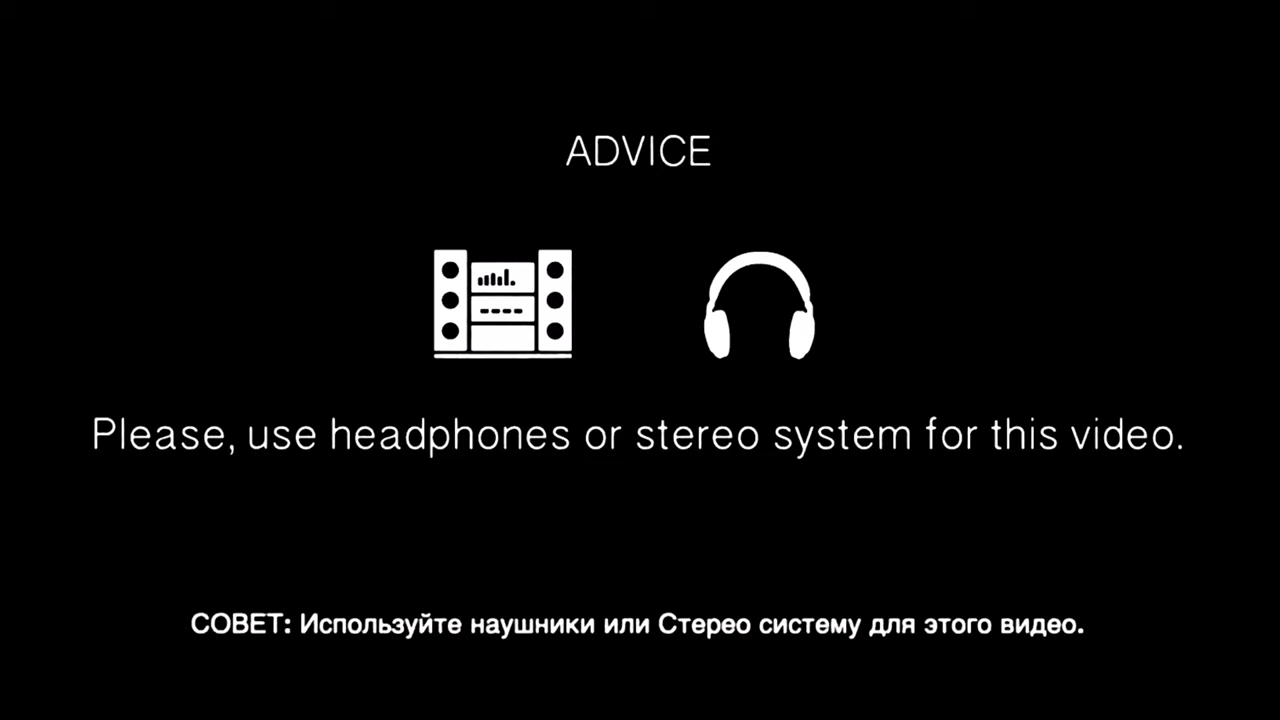 ADVICE
Please, use headphones or stereo system for this video.
СОВЕТ: Используйте наушники или Стерео систему для этого видео.